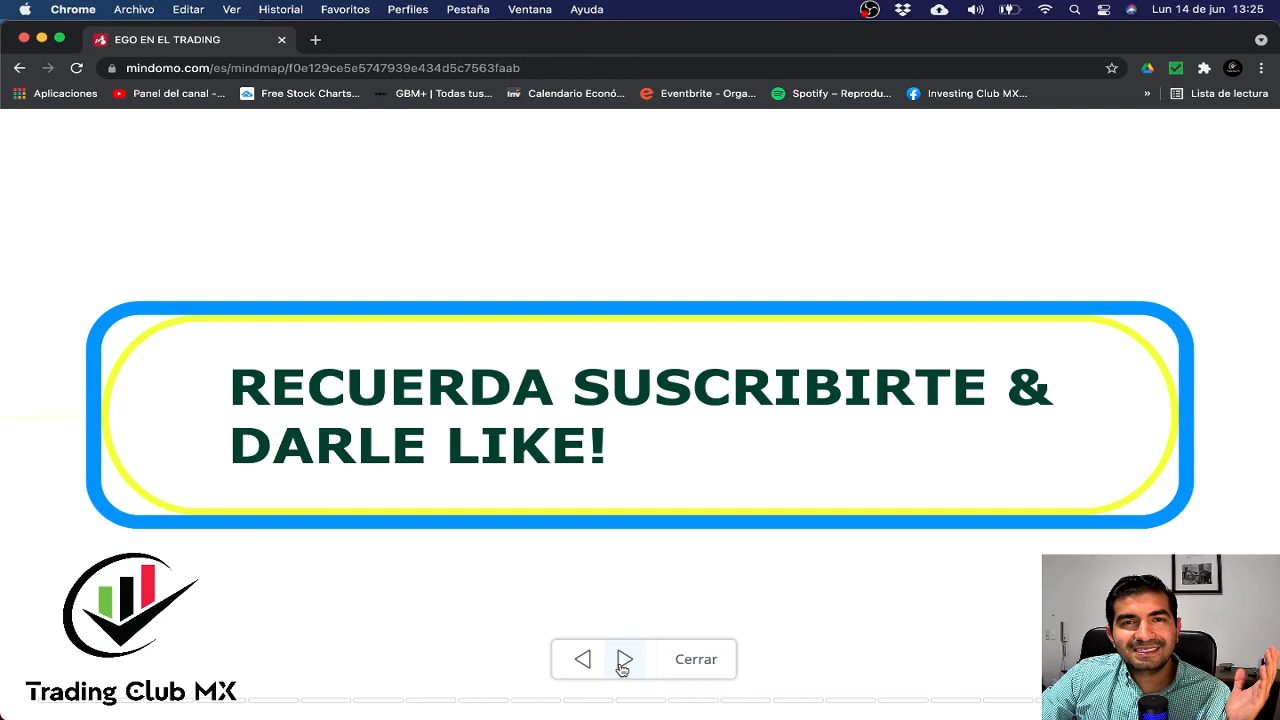 Chrome Archivo Editar Ver Historial Favoritos Perfiles Pestaña Ventana Ayuda Lun 14 de jun 13:25
EGO EN EL TRADING
mindomo.com/es/mindmap/f0e129ce5e5747939e434d5c7563faab
Aplicaciones Panel del canal -... Free Stock Charts... GBM+ | Todas tus... Calendario Econó... Eventbrite - Orga... Spotify – Reprodu... Investing Club MX... » Lista de lectura
RECUERDA SUSCRIBIRTE &
DARLE LIKE!
Cerrar
Trading Club MX